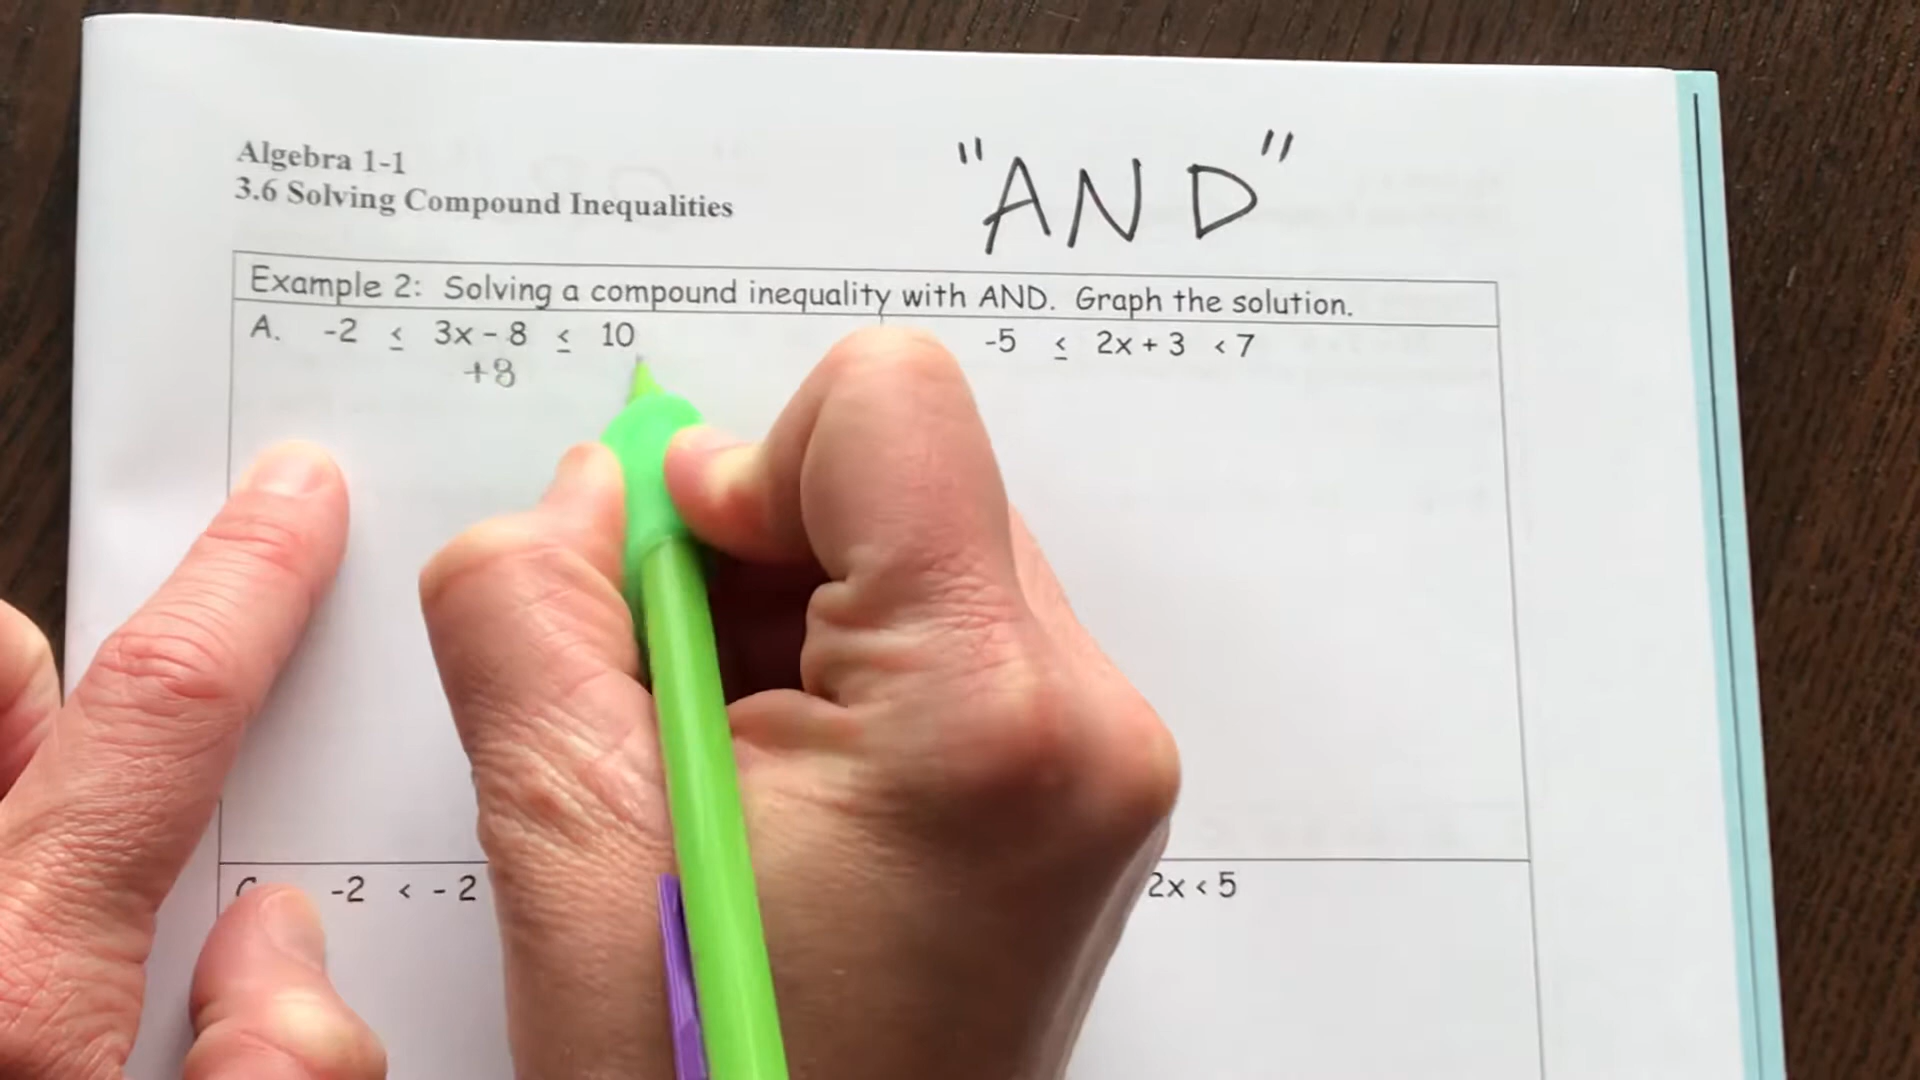 "AND"
Algebra 1-1
3.6 Solving Compound Inequalities
Example 2: Solving a compound inequality with AND. Graph the solution.
A. -2 ≤ 3x - 8 ≤ 10
+8
-5 ≤ 2x + 3 < 7
-2 < -2
2x < 5